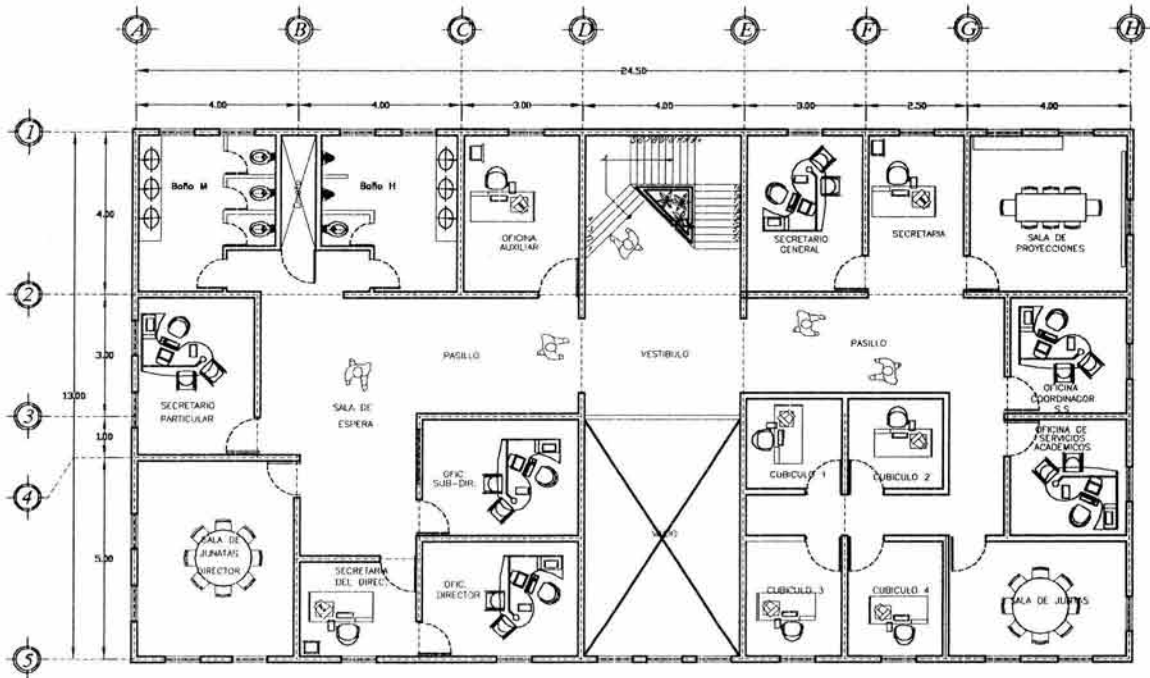 A B C D E F G H
24.50
4.00 4.00 3.00 4.00 3.00 2.50 4.00
1
2
3
4
5
13.00
4.00
3.00
1.00
5.00
Baño M
Baño H
OFICINA
AUXILIAR
SECRETARIO
GENERAL
SECRETARIA
SALA DE
PROYECCIONES
SECRETARIO
PARTICULAR
SALA DE
ESPERA
PASILLO
VESTIBULO
PASILLO
OFICINA
COORDINADOR
S.S.
OFICINA DE
SERVICIOS
ACADEMICOS
CUBICULO 1
CUBICULO 2
OFIC.
SUB-DIR.
SALA DE
JUNATAS
DIRECTOR
SECRETARIA
DEL DIREC.
OFIC.
DIRECTOR
CUBICULO 3
CUBICULO 4
SALA DE JUNTAS